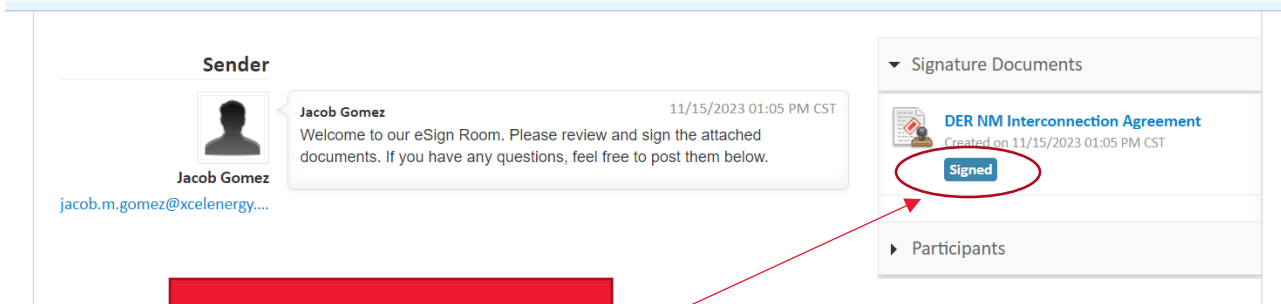 Sender
Jacob Gomez
11/15/2023 01:05 PM CST
Welcome to our eSign Room. Please review and sign the attached
documents. If you have any questions, feel free to post them below.
Jacob Gomez
jacob.m.gomez@xcelenergy....
Signature Documents
DER NM Interconnection Agreement
Created on 11/15/2023 01:05 PM CST
Signed
Participants